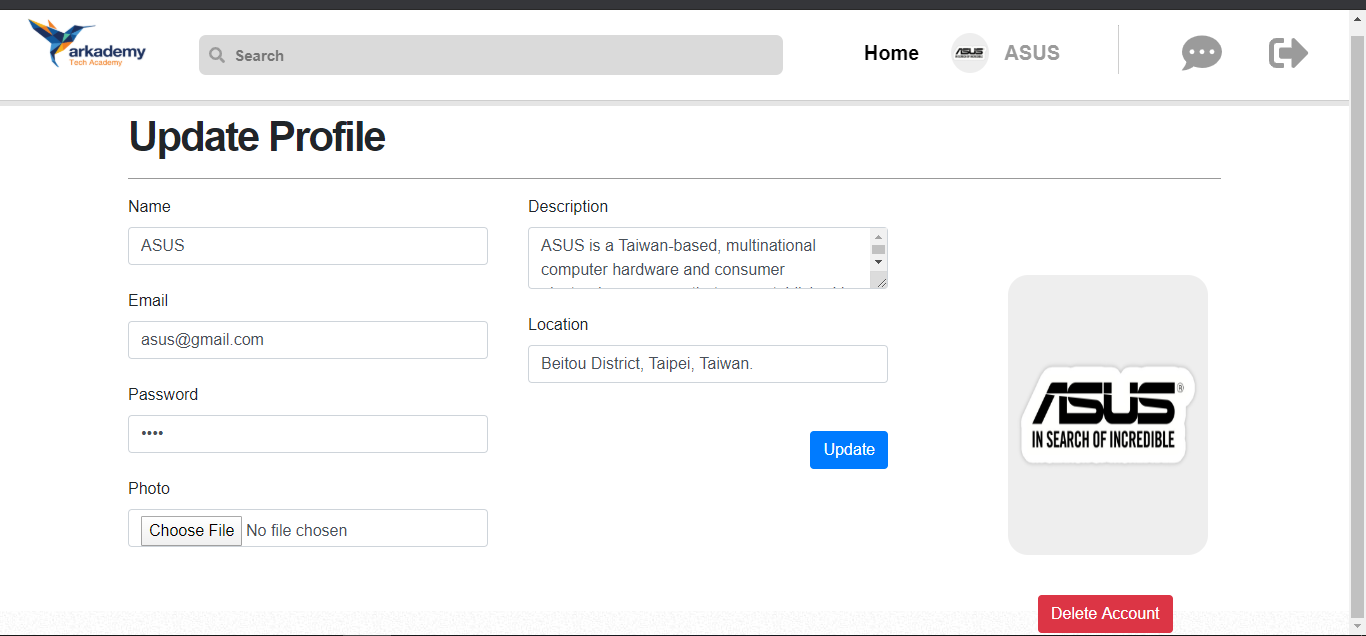 arkademy
Tech Academy
Search
Home
ASUS
ASUS
Update Profile
Name
ASUS
Email
asus@gmail.com
Password
••••
Photo
Choose File No file chosen
Description
ASUS is a Taiwan-based, multinational
computer hardware and consumer
Location
Beitou District, Taipei, Taiwan.
Update
ASUS®
IN SEARCH OF INCREDIBLE
Delete Account